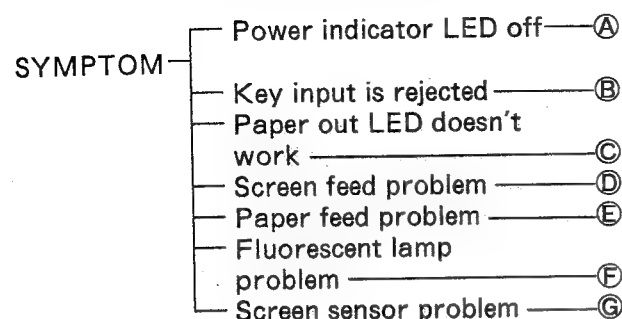 Power indicator LED off Ⓐ
SYMPTOM
Key input is rejected Ⓑ
Paper out LED doesn't
work Ⓒ
Screen feed problem Ⓓ
Paper feed problem Ⓔ
Fluorescent lamp
problem Ⓕ
Screen sensor problem Ⓖ